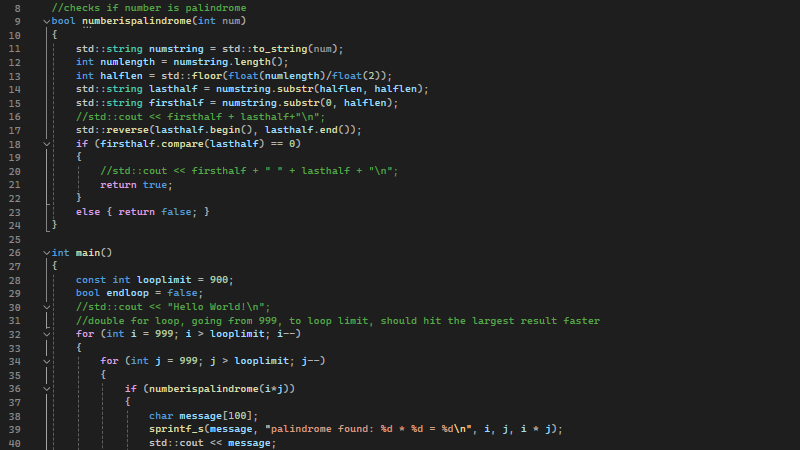 8 //checks if number is palindrome
9 bool numberispalindrome(int num)
10 {
11 std::string numstring = std::to_string(num);
12 int numlength = numstring.length();
13 int halflen = std::floor(float(numlength)/float(2));
14 std::string lasthalf = numstring.substr(halflen, halflen);
15 std::string firsthalf = numstring.substr(0, halflen);
16 //std::cout << firsthalf + lasthalf+"\n";
17 std::reverse(lasthalf.begin(), lasthalf.end());
18 if (firsthalf.compare(lasthalf) == 0)
19 {
20 //std::cout << firsthalf + " " + lasthalf + "\n";
21 return true;
22 }
23 else { return false; }
24 }
25
26 int main()
27 {
28 const int looplimit = 900;
29 bool endloop = false;
30 //std::cout << "Hello World!\n";
31 //double for loop, going from 999, to loop limit, should hit the largest result faster
32 for (int i = 999; i > looplimit; i--)
33 {
34 for (int j = 999; j > looplimit; j--)
35 {
36 if (numberispalindrome(i*j))
37 {
38 char message[100];
39 sprintf_s(message, "palindrome found: %d * %d = %d\n", i, j, i * j);
40 std::cout << message;